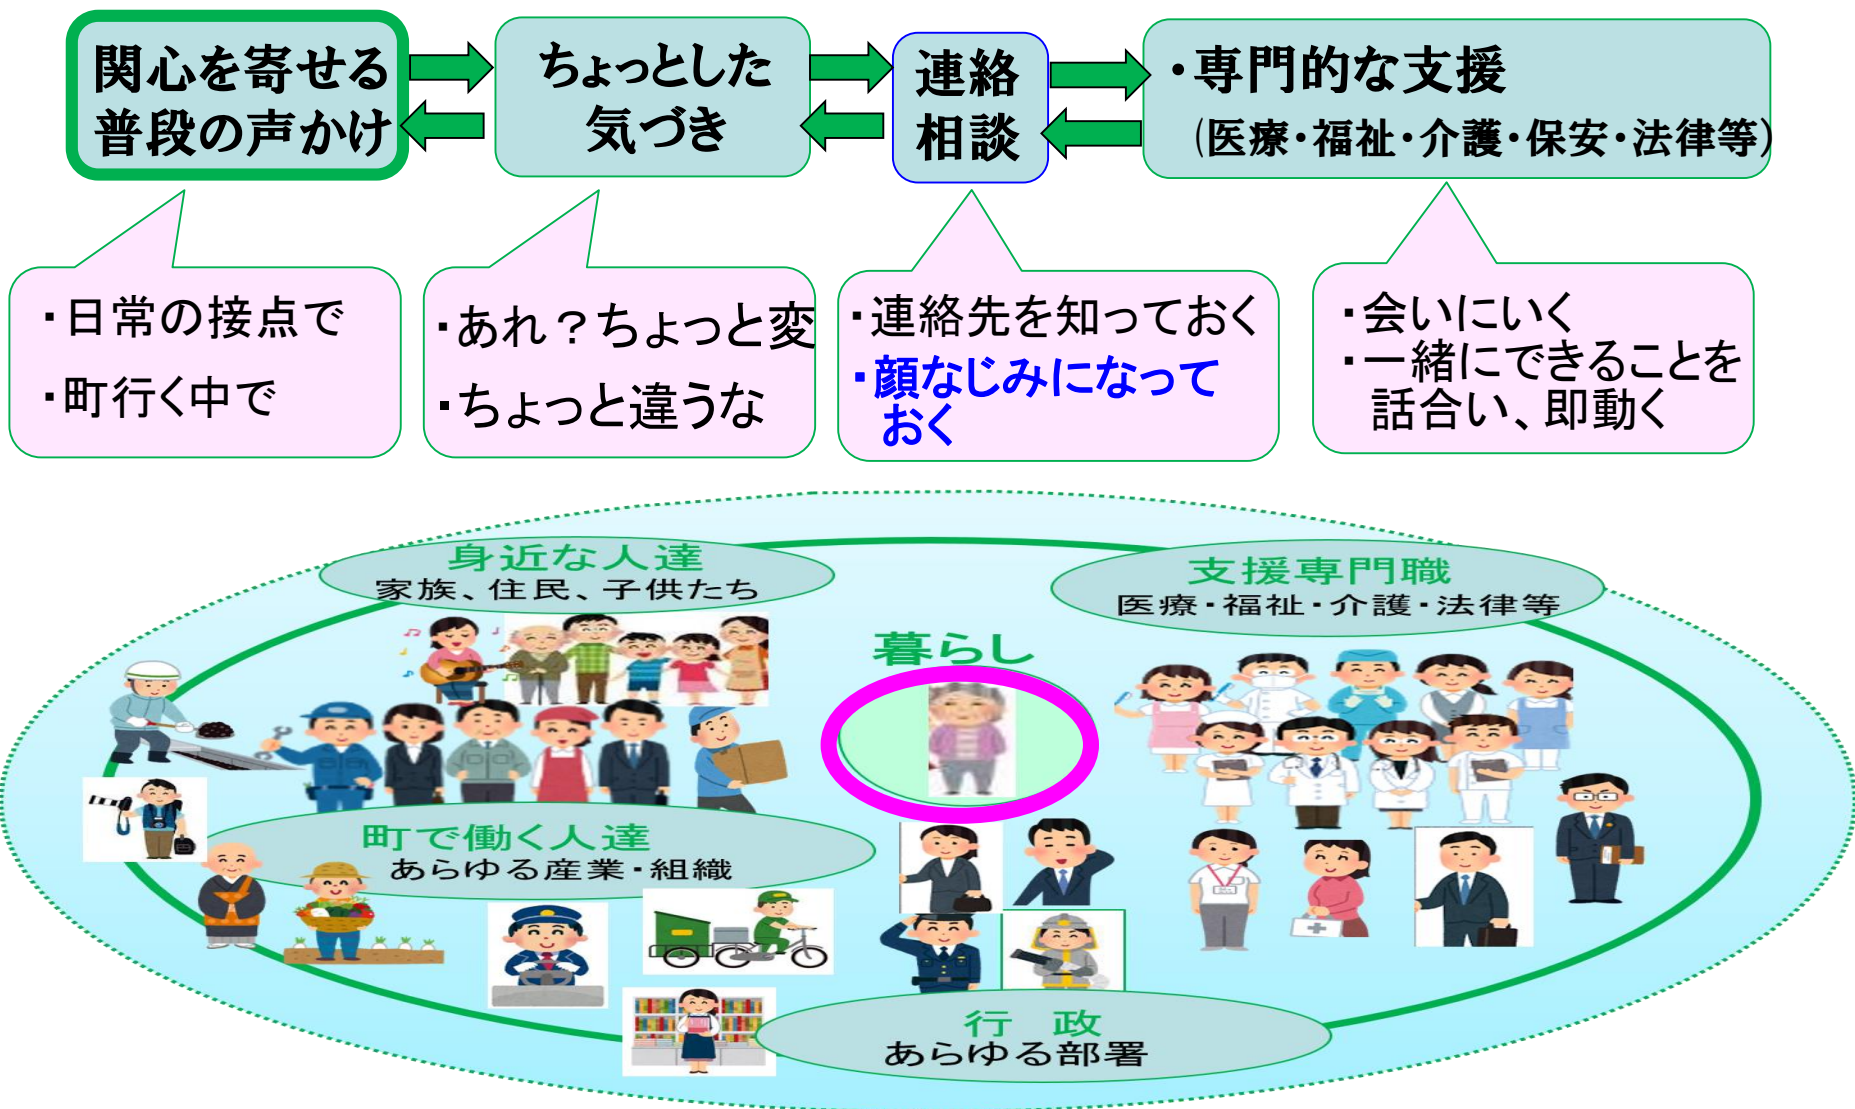 関心を寄せる
普段の声かけ
ちょっとした
気づき
連絡
相談
・専門的な支援
(医療・福祉・介護・保安・法律等)
・日常の接点で
・町行く中で
・あれ？ちょっと変
・ちょっと違うな
・連絡先を知っておく
・顔なじみになって
おく
・会いにいく
・一緒にできることを
話合い、即動く
身近な人達
家族、住民、子供たち
支援専門職
医療・福祉・介護・法律等
暮らし
町で働く人達
あらゆる産業・組織
行 政
あらゆる部署